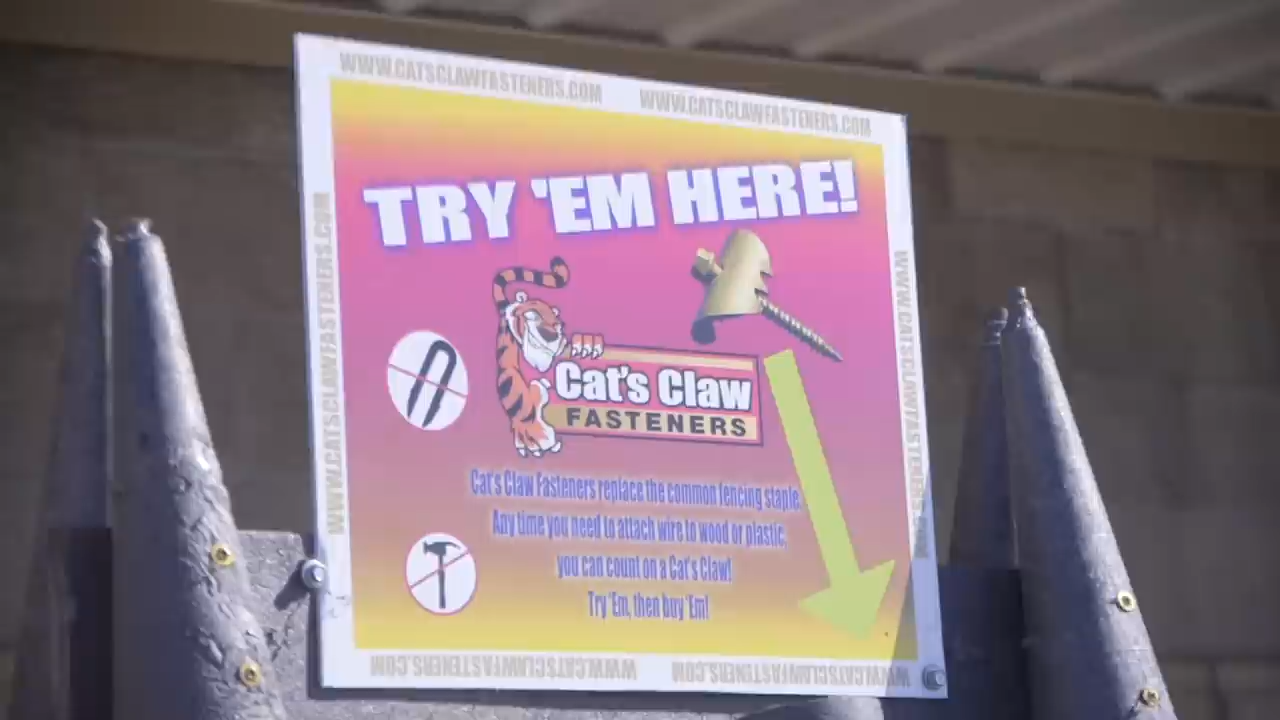 WWW.CATSCLAWFASTENERS.COM WWW.CATSCLAWFASTENERS.COM
TRY 'EM HERE!
Cat's Claw
FASTENERS
Cat's Claw Fasteners replace the common fencing staple.
Any time you need to attach wire to wood or plastic,
you can count on a Cat's Claw!
Try 'Em, then buy 'Em!
WWW.CATSCLAWFASTENERS.COM
WWW.CATSCLAWFASTENERS.COM
WWW.CATSCLAWFASTENERS.COM WWW.CATSCLAWFASTENERS.COM